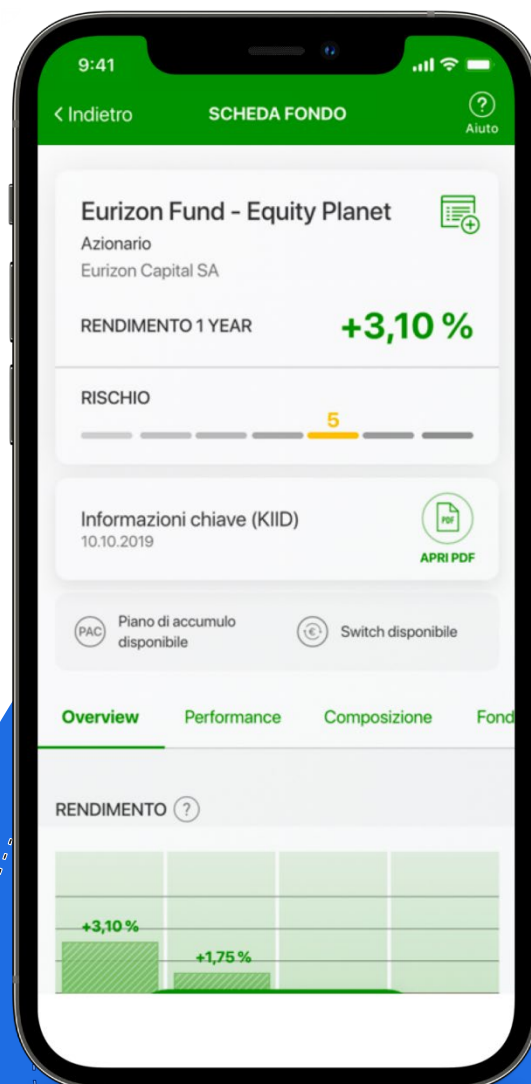 9:41
< Indietro
SCHEDA FONDO
?
Aiuto
Eurizon Fund - Equity Planet
Azionario
Eurizon Capital SA
RENDIMENTO 1 YEAR
+3,10 %
RISCHIO
5
Informazioni chiave (KIID)
10.10.2019
PDF
APRI PDF
PAC
Piano di accumulo
disponibile
€
Switch disponibile
Overview
Performance
Composizione
Fond
RENDIMENTO ?
+3,10 %
+1,75 %